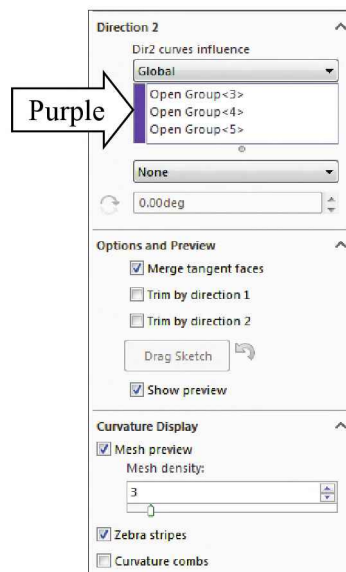 Direction 2
Dir2 curves influence
Global
Purple
Open Group<3>
Open Group<4>
Open Group<5>
None
0.00deg
Options and Preview
Merge tangent faces
Trim by direction 1
Trim by direction 2
Drag Sketch
Show preview
Curvature Display
Mesh preview
Mesh density:
3
Zebra stripes
Curvature combs